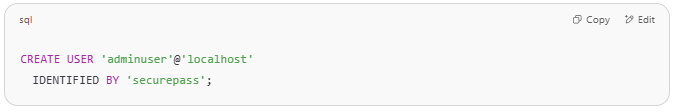 sql
Copy
Edit
CREATE USER 'adminuser'@'localhost'
IDENTIFIED BY 'securepass';